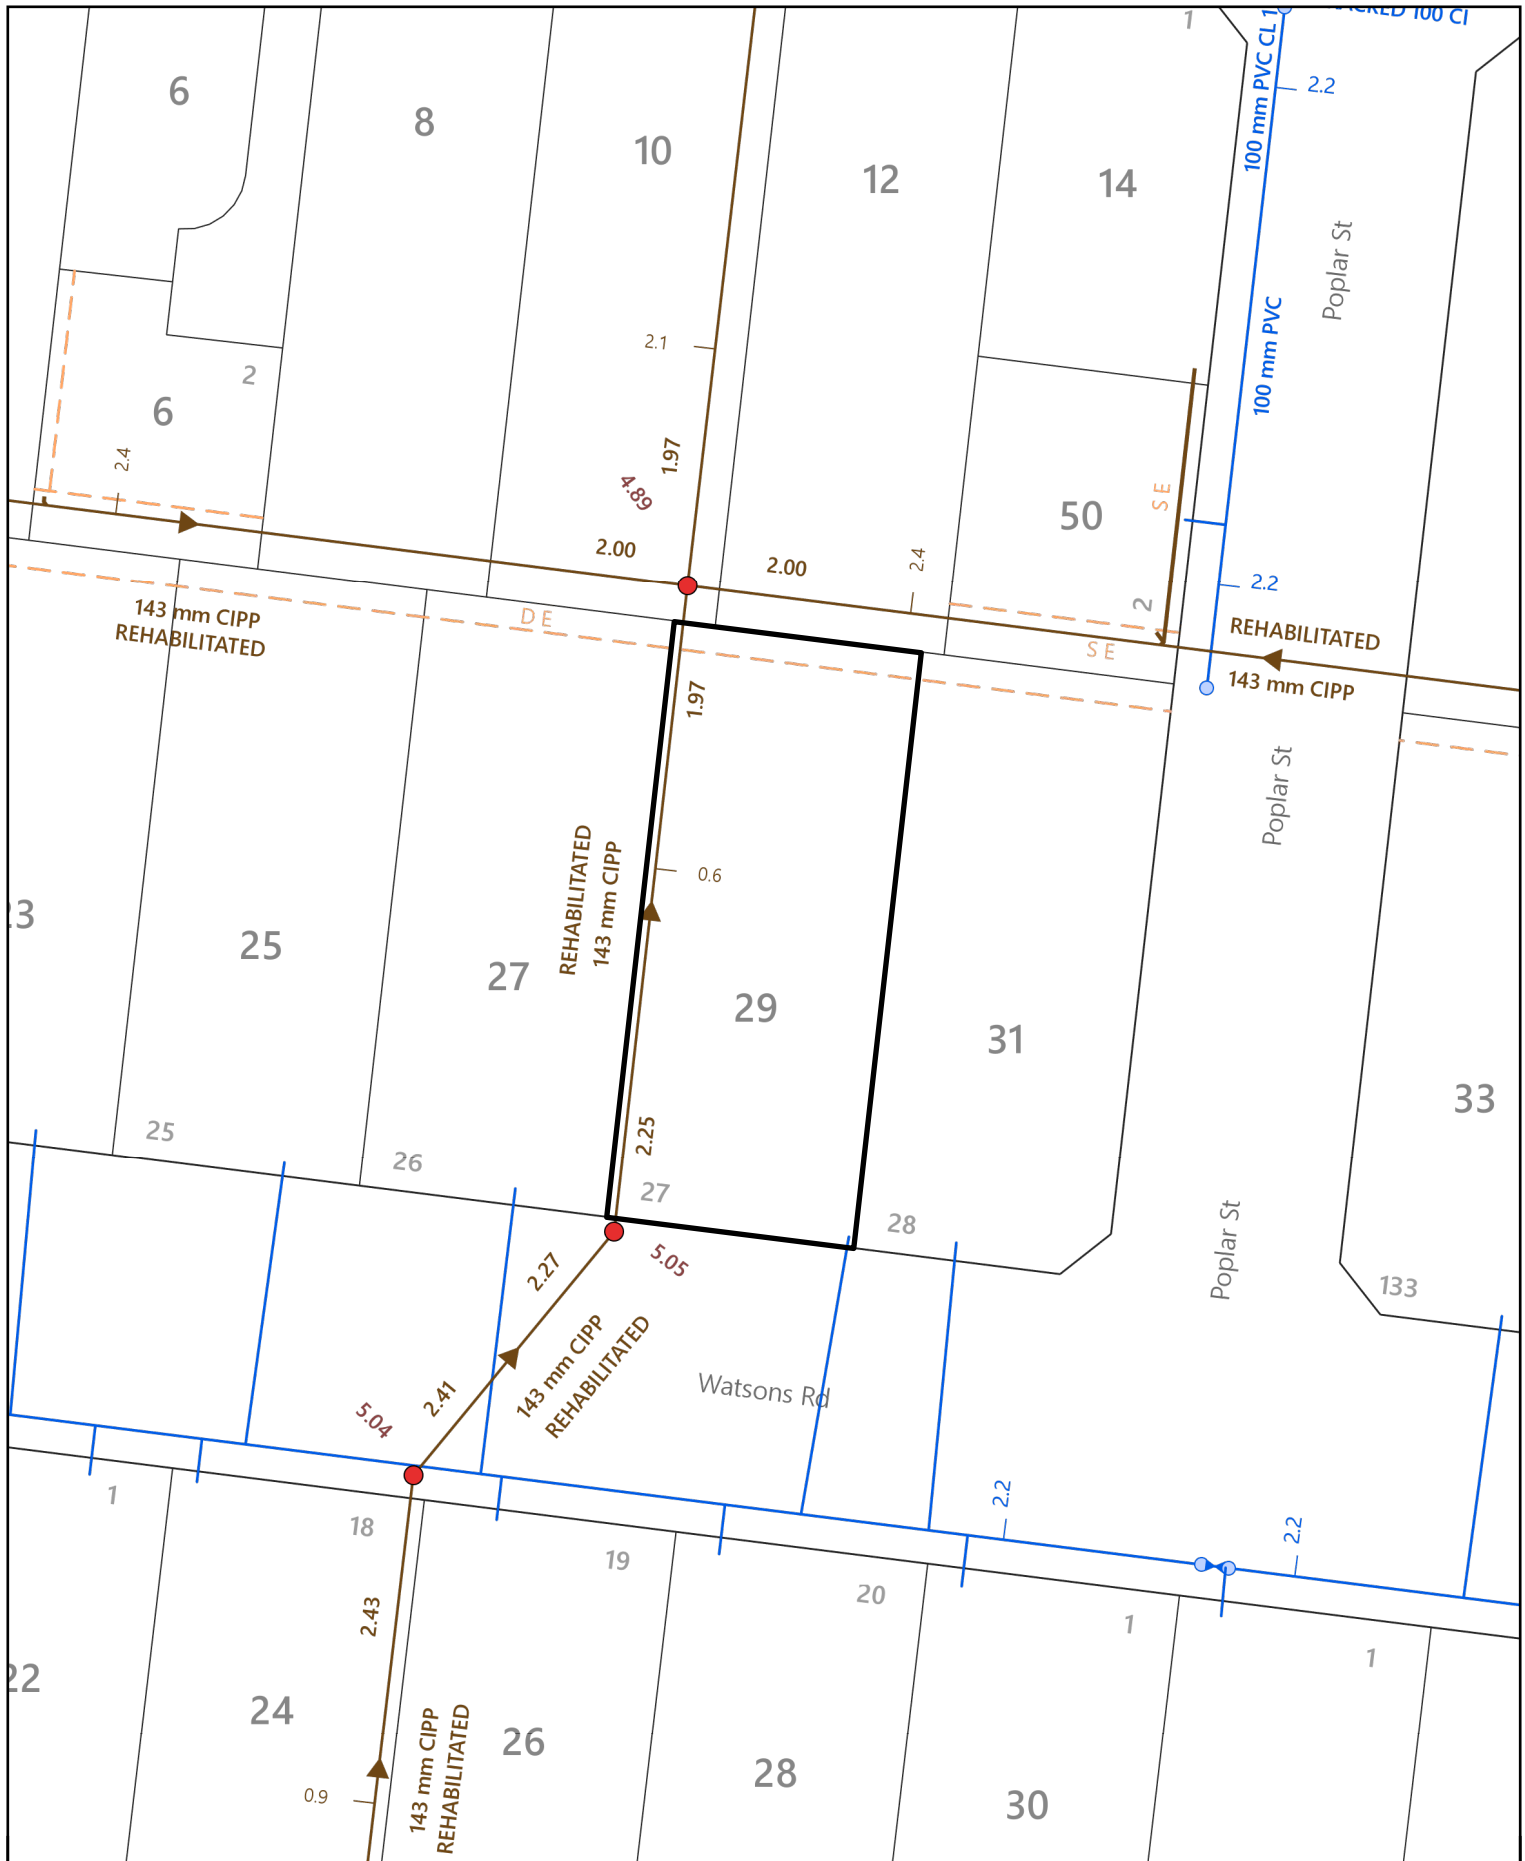 100 CI
1
100 mm PVC CL 1
2.2
6
8
10
12
14
Poplar St
100 mm PVC
2.1
2
6
2.4
1.97
4.89
SE
50
2.00
2.00
2.4
2.2
2
143 mm CIPP
REHABILITATED
DE
SE
REHABILITATED
143 mm CIPP
1.97
Poplar St
REHABILITATED
143 mm CIPP
0.6
25
27
29
31
33
2.25
25
26
27
28
Poplar St
133
2.27
5.05
143 mm CIPP
REHABILITATED
2.41
5.04
Watsons Rd
2.2
2.2
1
18
19
20
1
1
2.43
22
24
26
28
30
143 mm CIPP
REHABILITATED
0.9